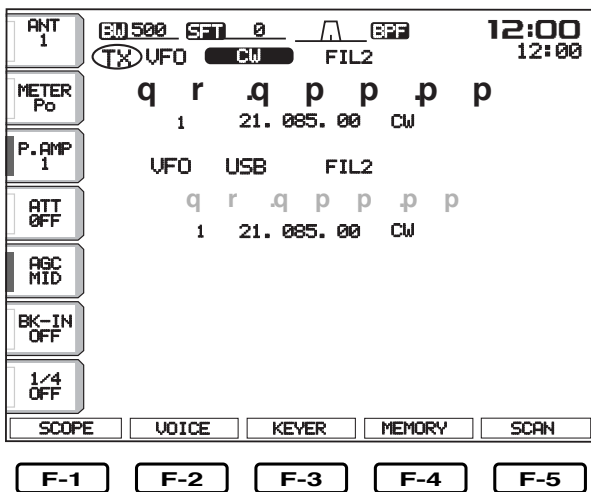 ANT 1 BW 500 SFT 0 BPF 12:00
TX VFO CW FIL2 12:00
METER Po q r .q p p .p p
1 21. 085. 00 CW
P.AMP 1 VFO USB FIL2
ATT OFF q r .q p p .p p
1 21. 085. 00 CW
AGC MID
BK-IN OFF
1/4 OFF
SCOPE VOICE KEYER MEMORY SCAN
F-1 F-2 F-3 F-4 F-5